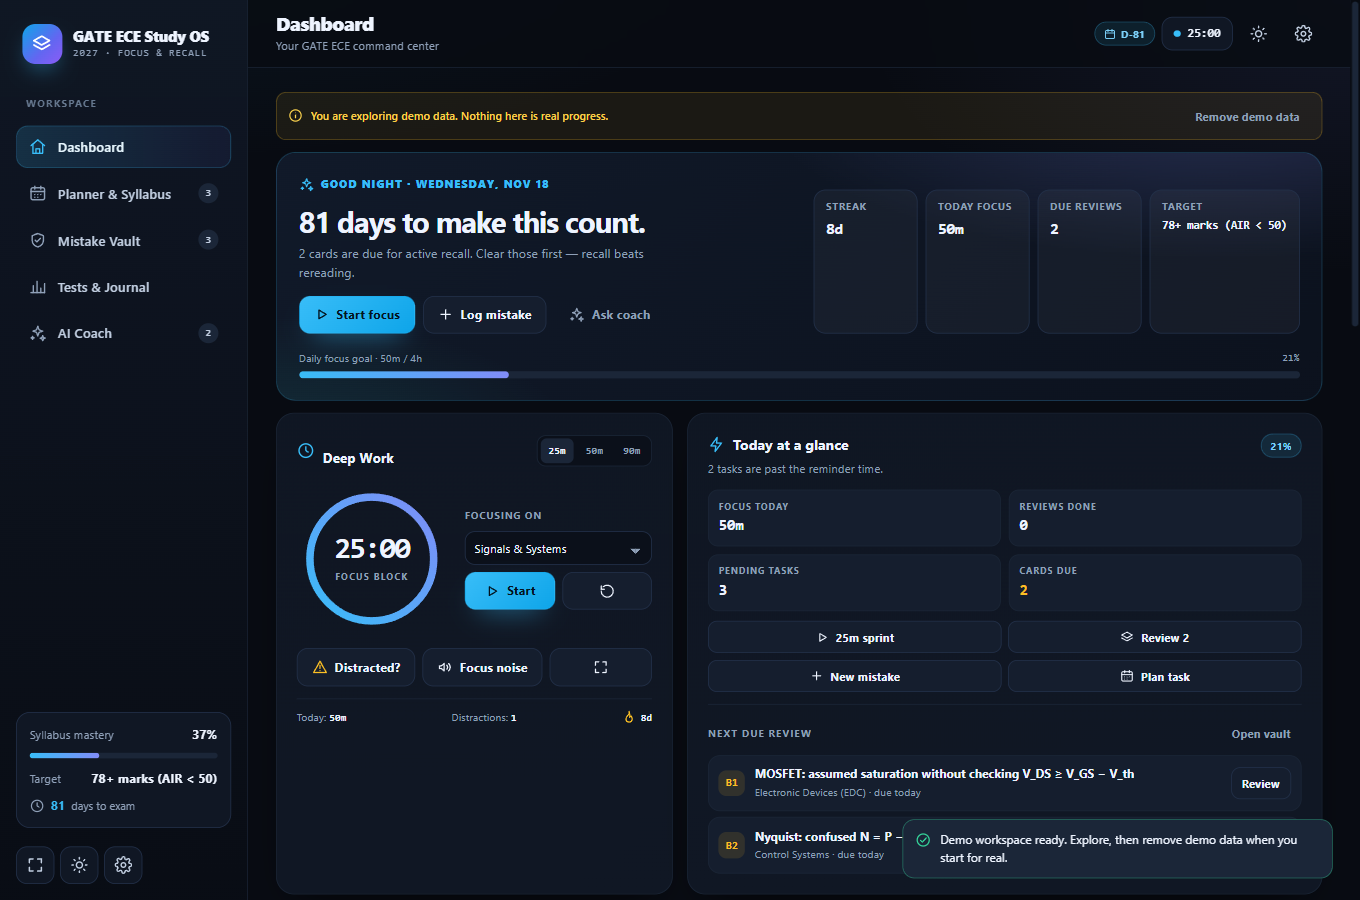 GATE ECE Study OS
2027 · FOCUS & RECALL
WORKSPACE
Dashboard
Planner & Syllabus 3
Mistake Vault 3
Tests & Journal
AI Coach 2
Syllabus mastery 37%
Target 78+ marks (AIR < 50)
81 days to exam
Dashboard
Your GATE ECE command center
D-81
25:00
You are exploring demo data. Nothing here is real progress.
Remove demo data
GOOD NIGHT · WEDNESDAY, NOV 18
81 days to make this count.
2 cards are due for active recall. Clear those first — recall beats
rereading.
Start focus
Log mistake
Ask coach
STREAK
8d
TODAY FOCUS
50m
DUE REVIEWS
2
TARGET
78+ marks (AIR < 50)
Daily focus goal · 50m / 4h
21%
Deep Work
25m 50m 90m
25:00
FOCUS BLOCK
FOCUSING ON
Signals & Systems
Start
Distracted?
Focus noise
Today: 50m
Distractions: 1
8d
Today at a glance
21%
2 tasks are past the reminder time.
FOCUS TODAY
50m
REVIEWS DONE
0
PENDING TASKS
3
CARDS DUE
2
25m sprint
Review 2
New mistake
Plan task
NEXT DUE REVIEW
Open vault
B1
MOSFET: assumed saturation without checking V_DS ≥ V_GS − V_th
Electronic Devices (EDC) · due today
Review
B2
Nyquist: confused N = P −
Control Systems · due today
Demo workspace ready. Explore, then remove demo data when you
start for real.